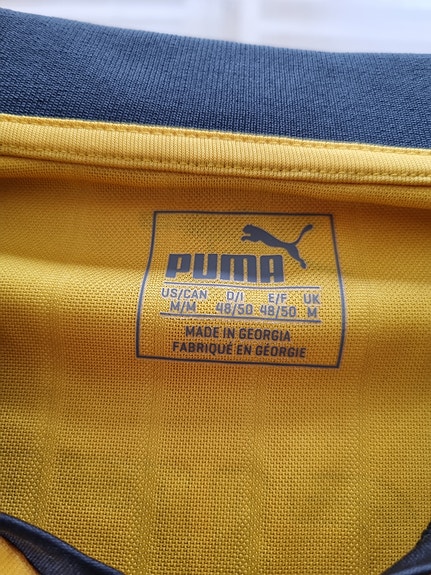 PUMA
US/CAN D/I E/F UK
M/M 48/50 48/50 M
MADE IN GEORGIA
FABRIQUÉ EN GÉORGIE